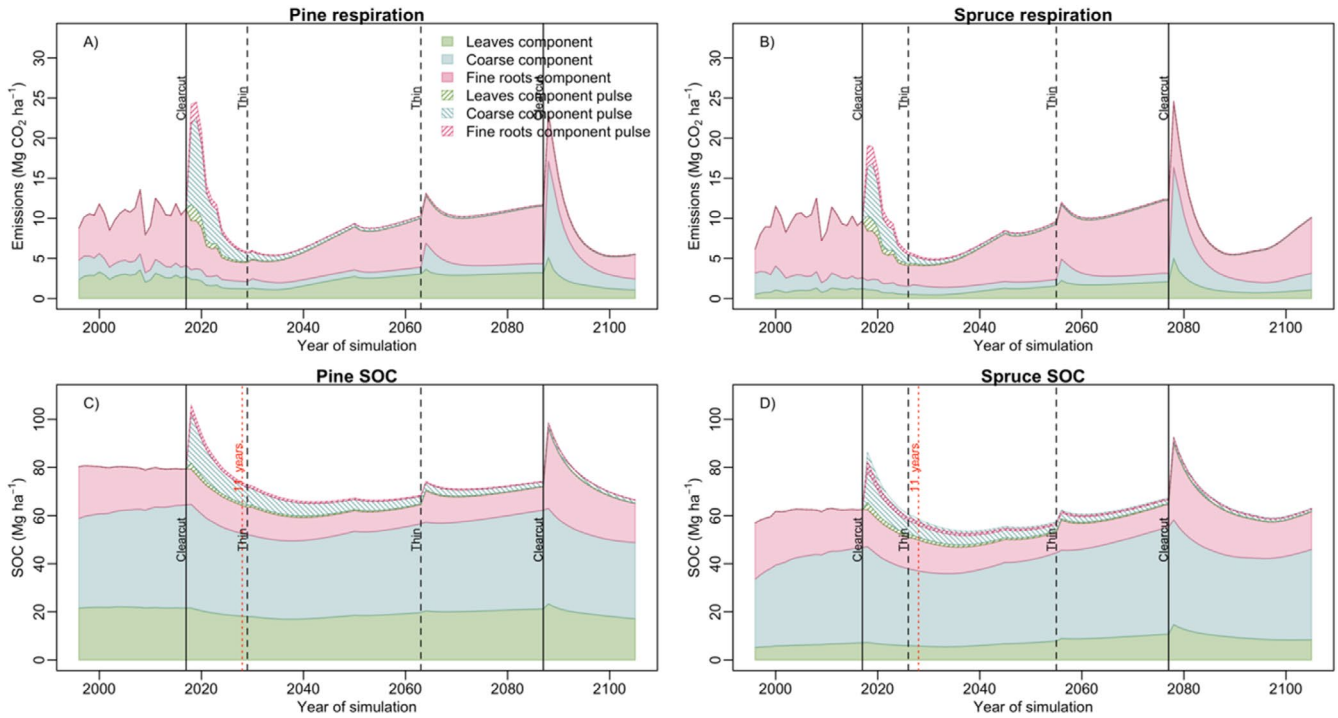 Pine respiration
A)
Leaves component
Coarse component
Fine roots component
Leaves component pulse
Coarse component pulse
Fine roots component pulse
Clearcut
Thin
Thin
Clearcut
Emissions (Mg CO₂ ha⁻¹)
0 5 10 15 20 25 30
2000 2020 2040 2060 2080 2100
Year of simulation
Spruce respiration
B)
Clearcut
Thin
Thin
Clearcut
Emissions (Mg CO₂ ha⁻¹)
0 5 10 15 20 25 30
2000 2020 2040 2060 2080 2100
Year of simulation
Pine SOC
C)
11 years
Clearcut
Thin
Thin
Clearcut
SOC (Mg ha⁻¹)
0 20 40 60 80 100
2000 2020 2040 2060 2080 2100
Year of simulation
Spruce SOC
D)
11 years
Clearcut
Thin
Thin
Clearcut
SOC (Mg ha⁻¹)
0 20 40 60 80 100
2000 2020 2040 2060 2080 2100
Year of simulation